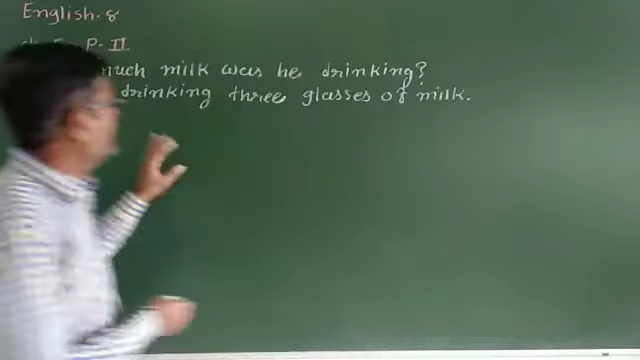 English-8
P-II
much milk was he drinking?
drinking three glasses of milk.